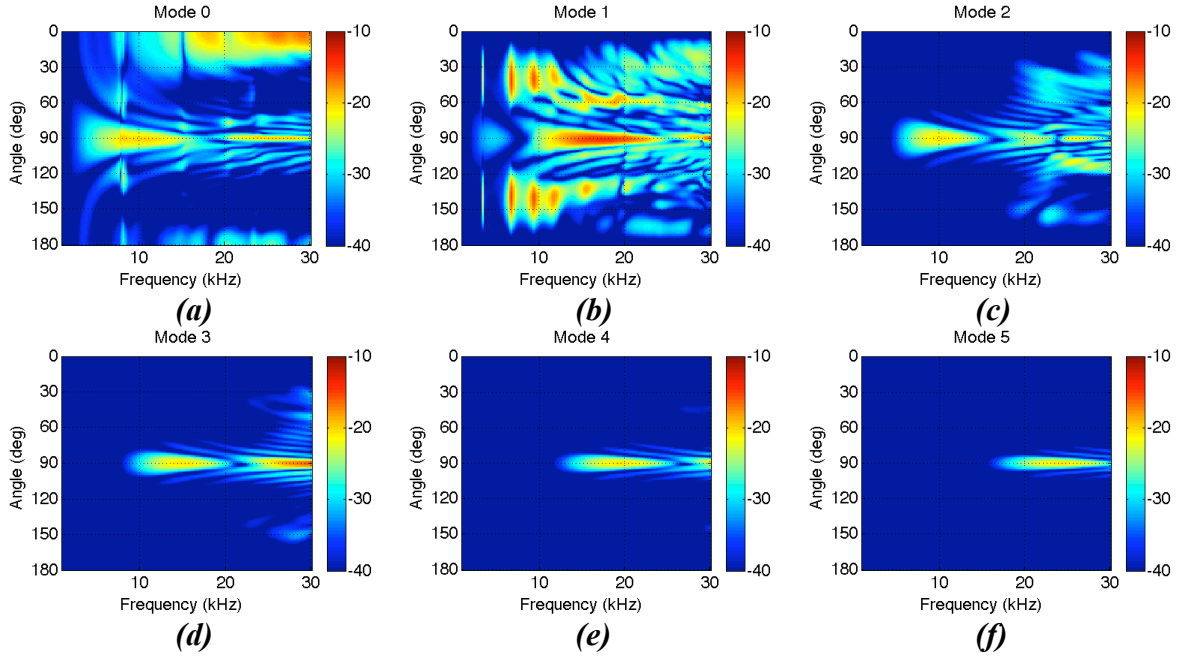 Mode 0
Mode 1
Mode 2
0 30 60 90 120 150 180
Angle (deg)
10 20 30
Frequency (kHz)
-10 -20 -30 -40
0 30 60 90 120 150 180
Angle (deg)
10 20 30
Frequency (kHz)
-10 -20 -30 -40
0 30 60 90 120 150 180
Angle (deg)
10 20 30
Frequency (kHz)
-10 -20 -30 -40
(a)
(b)
(c)
Mode 3
Mode 4
Mode 5
0 30 60 90 120 150 180
Angle (deg)
10 20 30
Frequency (kHz)
-10 -20 -30 -40
0 30 60 90 120 150 180
Angle (deg)
10 20 30
Frequency (kHz)
-10 -20 -30 -40
0 30 60 90 120 150 180
Angle (deg)
10 20 30
Frequency (kHz)
-10 -20 -30 -40
(d)
(e)
(f)